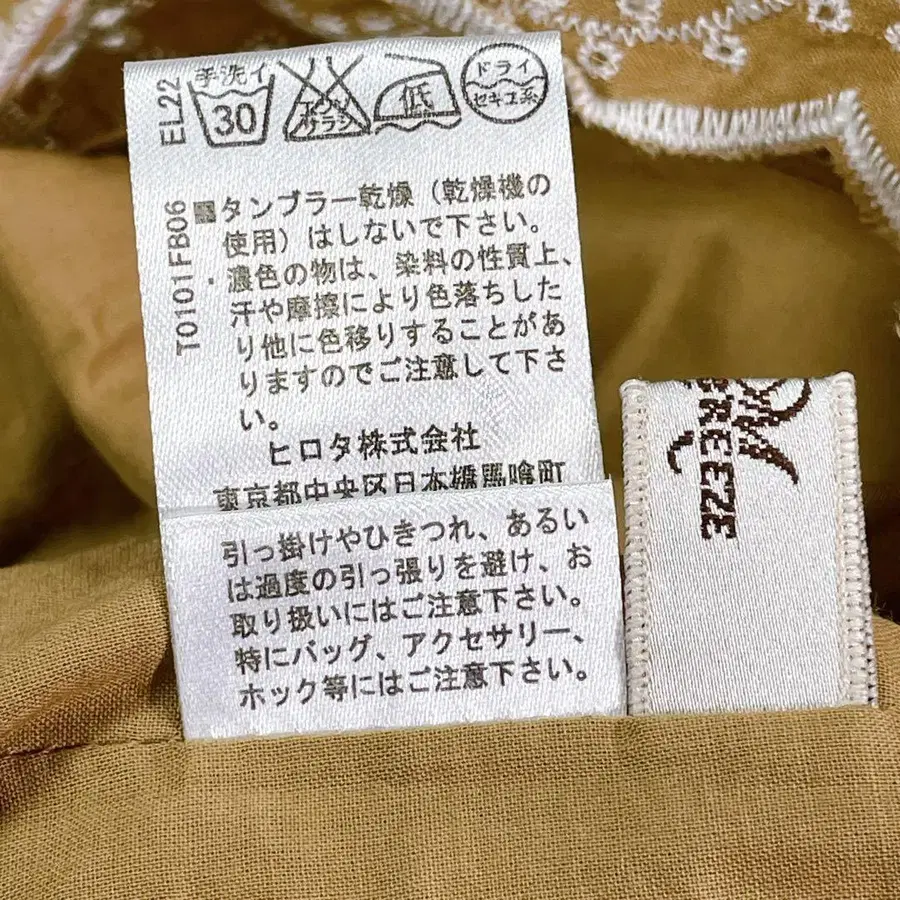 EL22
手洗イ
30
エンソ
サラシ
低
ドライ
セキユ系
T0101FB06
タンブラー乾燥（乾燥機の
使用）はしないで下さい。
・濃色の物は、染料の性質上、
汗や摩擦により色落ちした
り他に色移りすることがあ
りますのでご注意して下さ
い。
ヒロタ株式会社
東京都中央区日本橋馬喰町
引っ掛けやひきつれ、あるい
は過度の引っ張りを避け、お
取り扱いにはご注意下さい。
特にバッグ、アクセサリー、
ホック等にはご注意下さい。
BREEZE